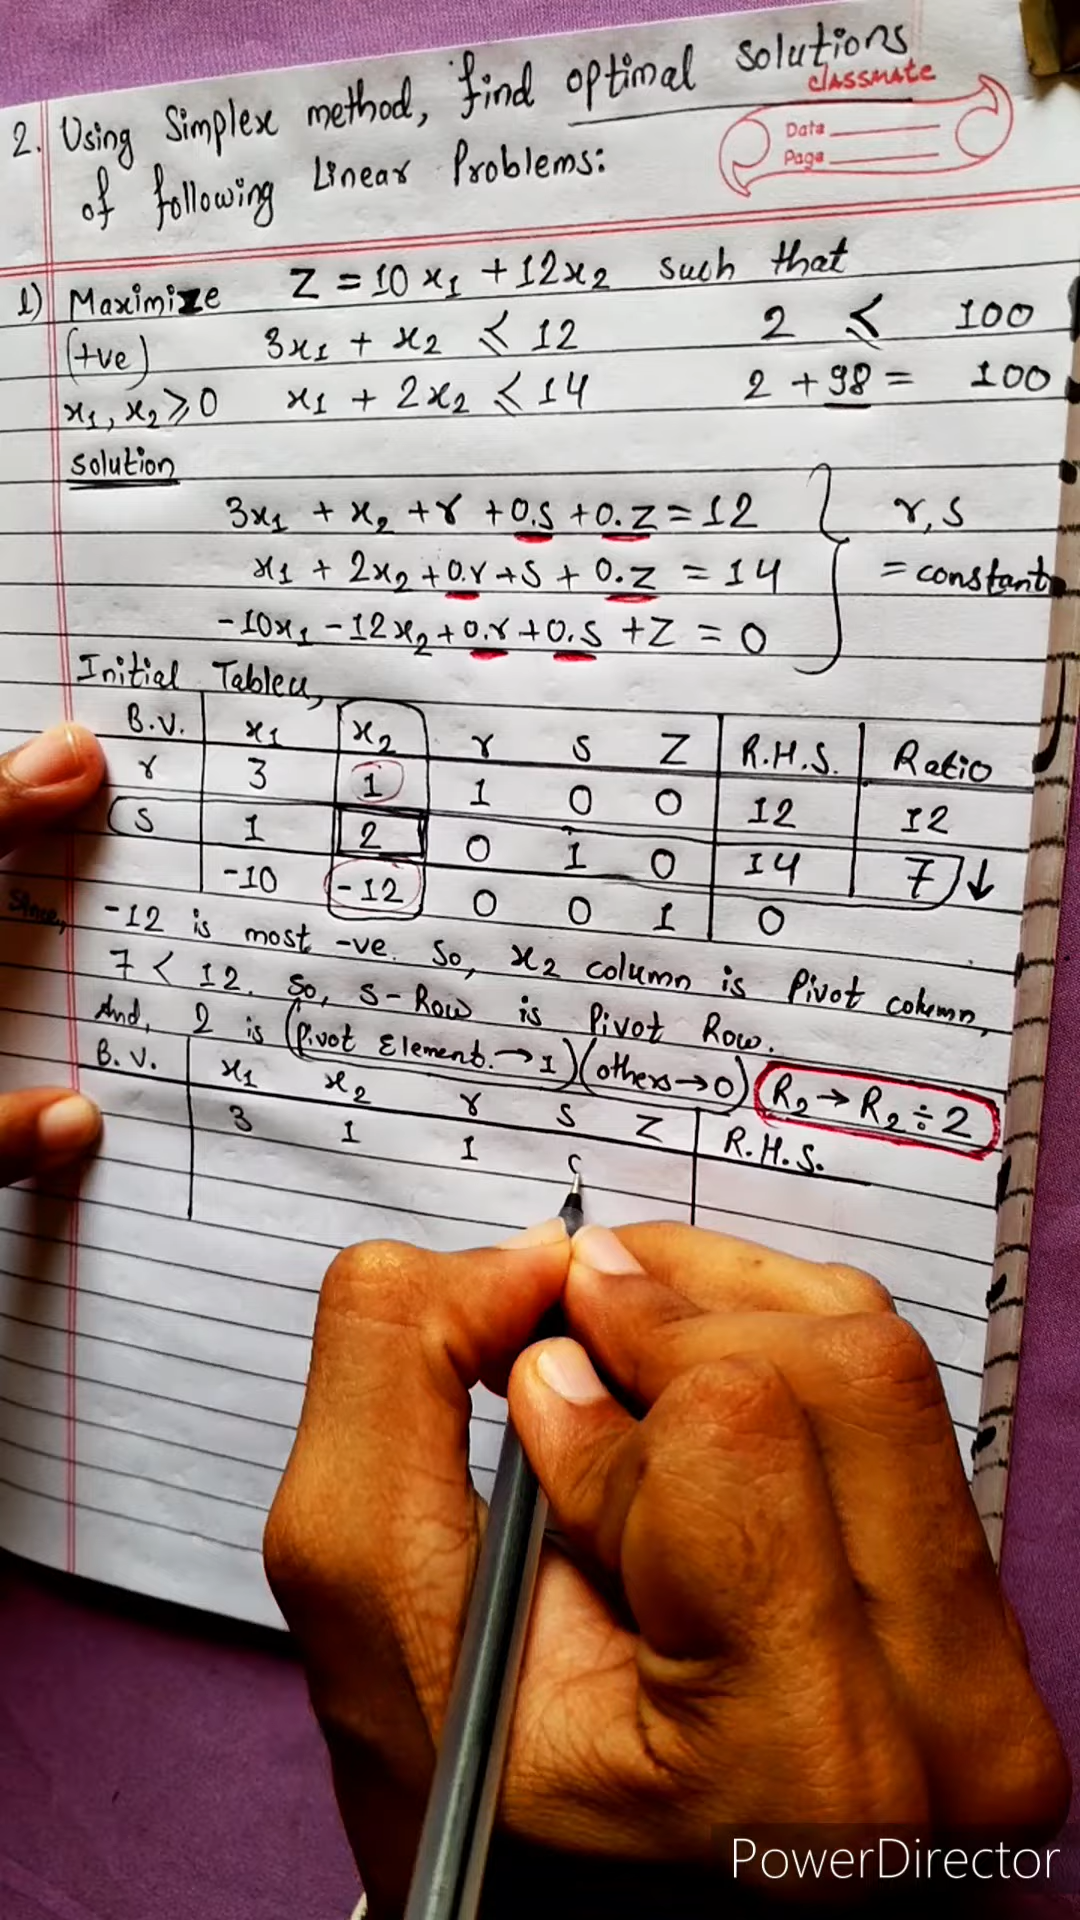 2. Using Simplex method, find optimal solutions
of following Linear Problems:
classmate
Date
Page
1) Maximize Z = 10x₁ + 12x₂ such that
(+ve) 3x₁ + x₂ ≤ 12 2 ≤ 100
x₁, x₂ ≥ 0 x₁ + 2x₂ ≤ 14 2 + 98 = 100
Solution
3x₁ + x₂ + r + 0.s + 0.z = 12 r, s
x₁ + 2x₂ + 0.r + s + 0.z = 14 = constant
-10x₁ - 12x₂ + 0.r + 0.s + Z = 0
Initial Tableu,
B.V. x₁ x₂ r s Z R.H.S. Ratio
r 3 1 1 0 0 12 12
s 1 2 0 1 0 14 7 ↓
-10 -12 0 0 1 0
Since, -12 is most -ve. So, x₂ column is Pivot column,
7 < 12. So, s-Row is Pivot Row.
And, 2 is (Pivot Element. → 1) (others → 0) R₂ → R₂ ÷ 2
B.V. x₁ x₂ r s Z R.H.S.
3 1 1
PowerDirector